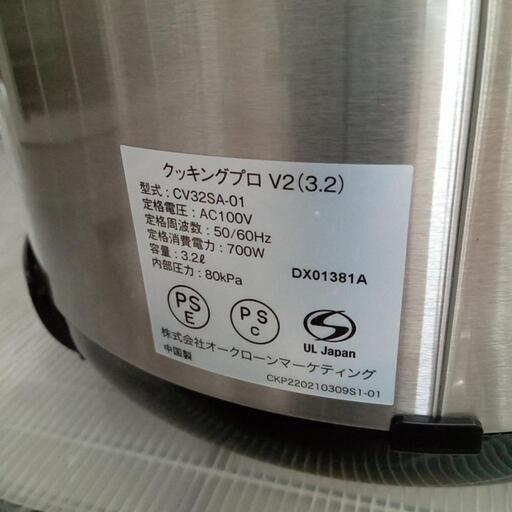 クッキングプロ V2(3.2)
型式:CV32SA-01
定格電圧:AC100V
定格周波数:50/60Hz
定格消費電力:700W
容量:3.2ℓ
内部圧力:80kPa
DX01381A
PS
E
PS
C
S
UL Japan
株式会社オークローンマーケティング
中国製
CKP220210309S1-01